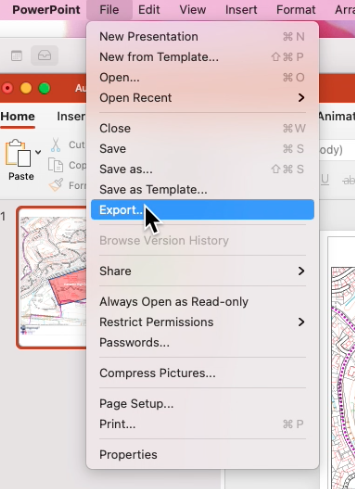 PowerPoint File Edit View Insert Format Arra
New Presentation ⌘ N
New from Template... ⇧ ⌘ P
Open... ⌘ O
Open Recent
Close ⌘ W
Save ⌘ S
Save as... ⇧ ⌘ S
Save as Template...
Export...
Browse Version History
Share
Always Open as Read-only
Restrict Permissions
Passwords...
Compress Pictures...
Page Setup...
Print... ⌘ P
Properties
Au
Home Inser Animat
Paste
Cut
Cop
For
ody)
U ab
1